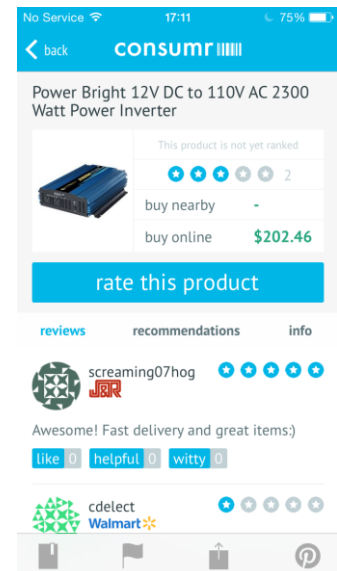 No Service 17:11 75%
back consumr
Power Bright 12V DC to 110V AC 2300
Watt Power Inverter
This product is not yet ranked
2
buy nearby -
buy online $202.46
rate this product
reviews recommendations info
screaming07hog
J&R
Awesome! Fast delivery and great items:)
like 0 helpful 0 witty 0
cdelect
Walmart